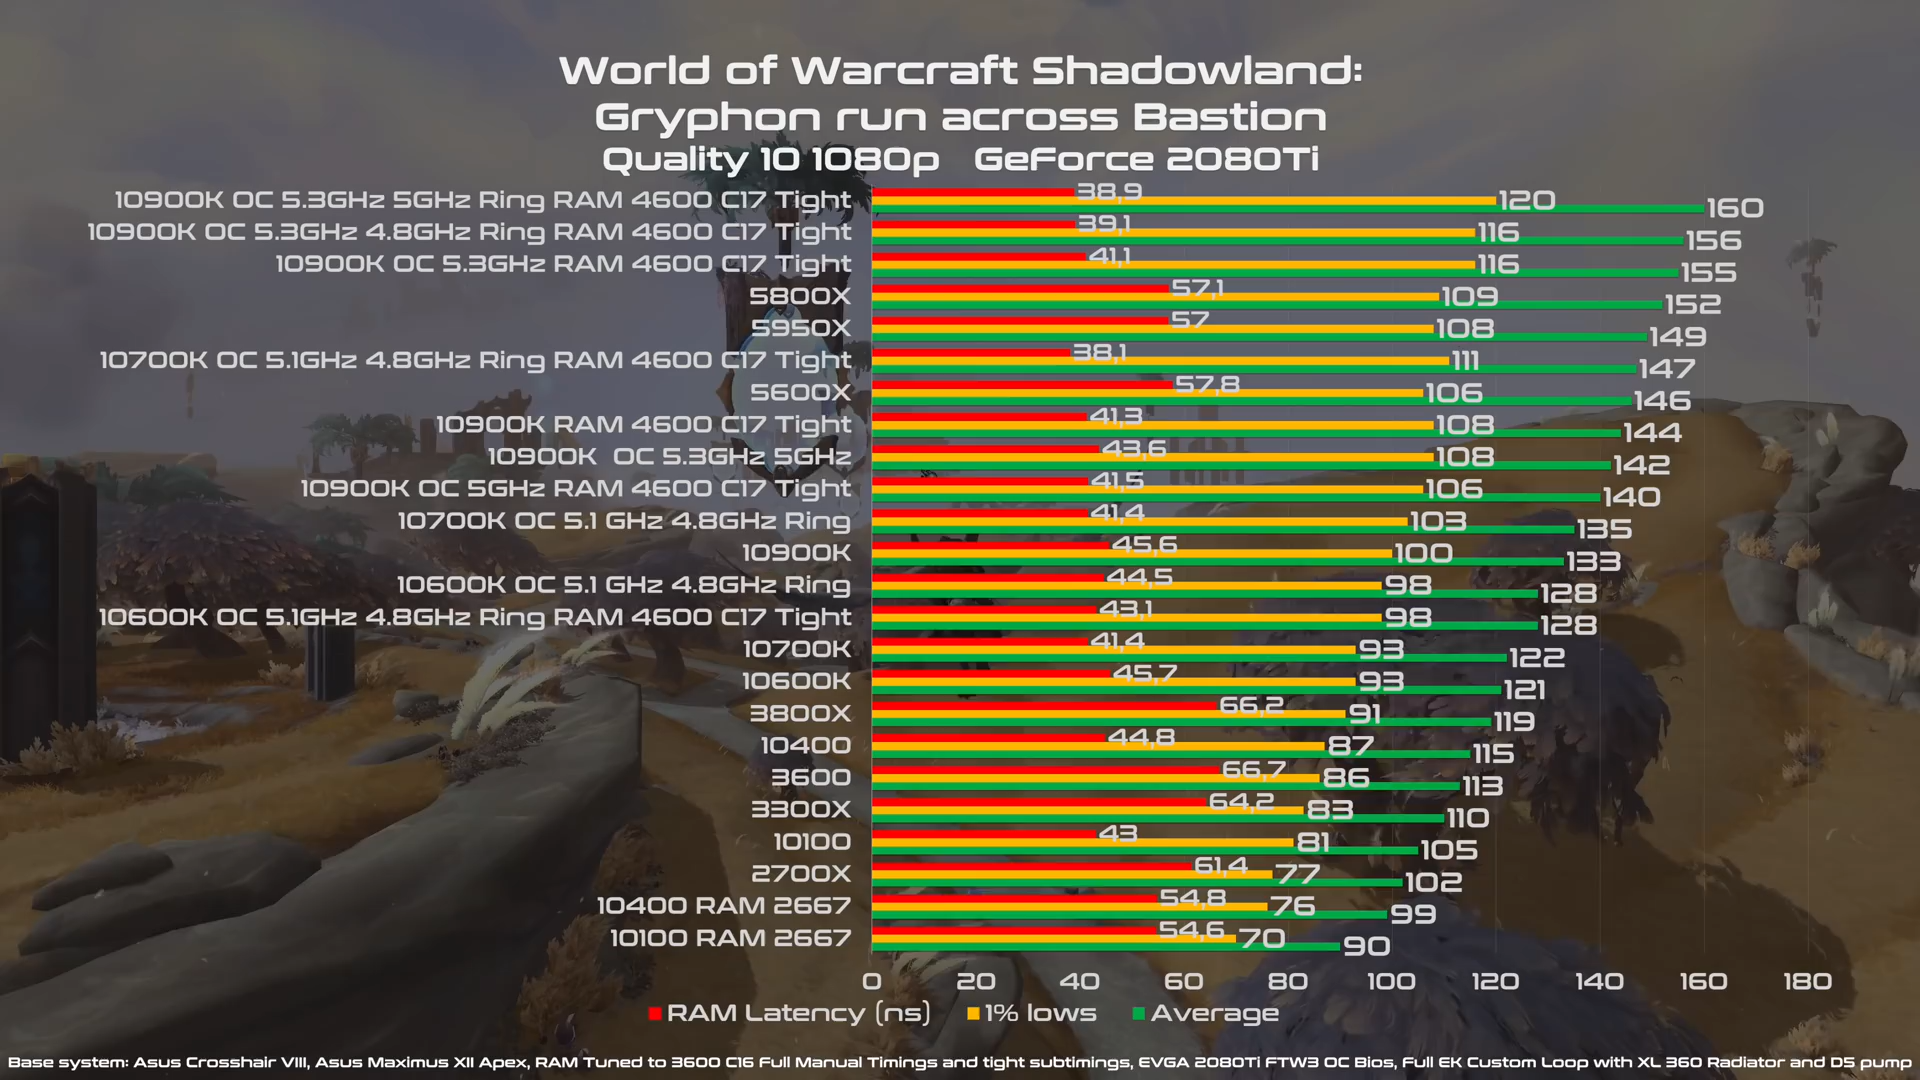 World of Warcraft Shadowland:
Gryphon run across Bastion
Quality 10 1080p GeForce 2080Ti
10900K OC 5.3GHz 5GHz Ring RAM 4600 C17 Tight 38,9 120 160
10900K OC 5.3GHz 4.8GHz Ring RAM 4600 C17 Tight 39,1 116 156
10900K OC 5.3GHz RAM 4600 C17 Tight 41,1 116 155
5800X 57,1 109 152
5950X 57 108 149
10700K OC 5.1GHz 4.8GHz Ring RAM 4600 C17 Tight 38,1 111 147
5600X 57,8 106 146
10900K RAM 4600 C17 Tight 41,3 108 144
10900K OC 5.3GHz 5GHz 43,6 108 142
10900K OC 5GHz RAM 4600 C17 Tight 41,5 106 140
10700K OC 5.1 GHz 4.8GHz Ring 41,4 103 135
10900K 45,6 100 133
10600K OC 5.1 GHz 4.8GHz Ring 44,5 98 128
10600K OC 5.1GHz 4.8GHz Ring RAM 4600 C17 Tight 43,1 98 128
10700K 41,4 93 122
10600K 45,7 93 121
3800X 66,2 91 119
10400 44,8 87 115
3600 66,7 86 113
3300X 64,2 83 110
10100 43 81 105
2700X 61,4 77 102
10400 RAM 2667 54,8 76 99
10100 RAM 2667 54,6 70 90
0 20 40 60 80 100 120 140 160 180
RAM Latency (ns) 1% lows Average
Base system: Asus Crosshair VIII, Asus Maximus XII Apex, RAM Tuned to 3600 C16 Full Manual Timings and tight subtimings, EVGA 2080Ti FTW3 OC Bios, Full EK Custom Loop with XL 360 Radiator and D5 pump